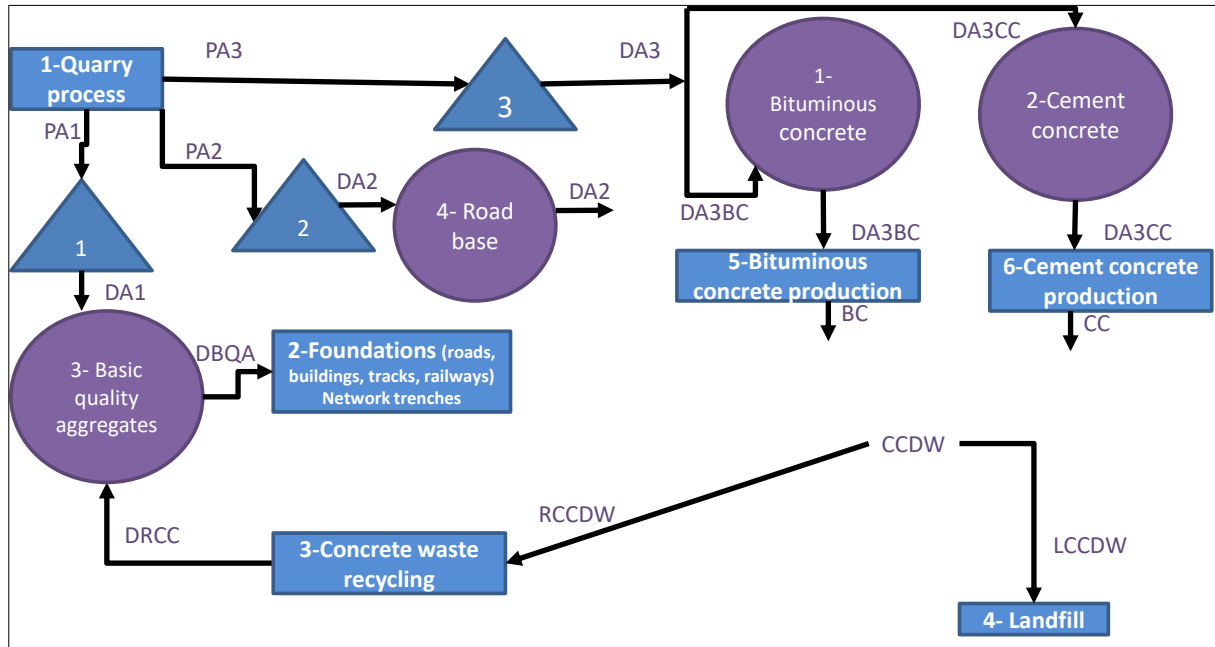 PA3
DA3
DA3CC
1-Quarry
process
1-
Bituminous
concrete
2-Cement
concrete
3
PA1
PA2
DA2
DA2
4- Road
base
2
1
DA3BC
DA3BC
DA3CC
5-Bituminous
concrete production
6-Cement concrete
production
BC
CC
DA1
DBQA
2-Foundations (roads,
buildings, tracks, railways)
Network trenches
3- Basic
quality
aggregates
CCDW
RCCDW
DRCC
3-Concrete waste
recycling
LCCDW
4- Landfill